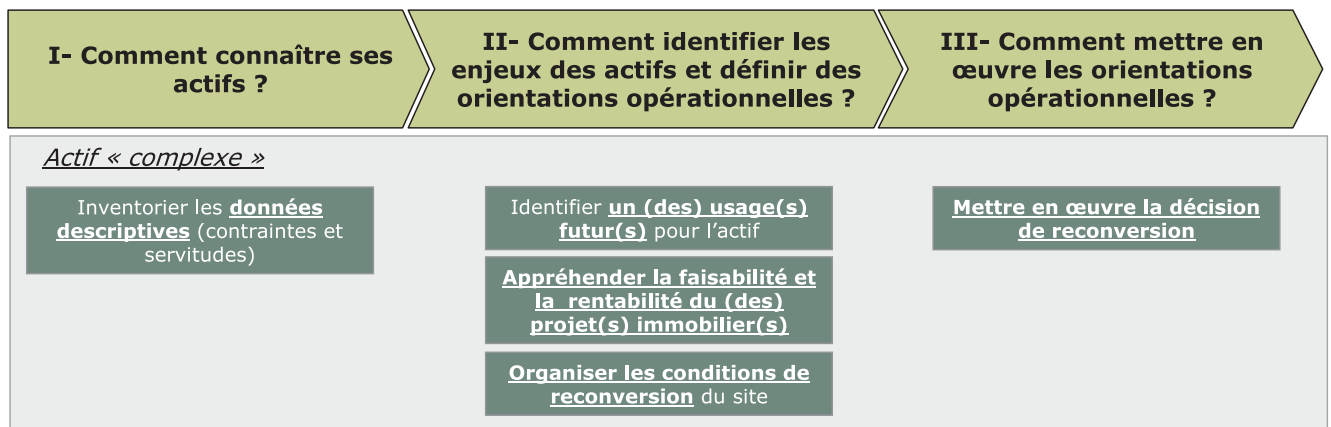 I- Comment connaître ses
actifs ?
II- Comment identifier les
enjeux des actifs et définir des
orientations opérationnelles ?
III- Comment mettre en
œuvre les orientations
opérationnelles ?
Actif « complexe »
Inventorier les données
descriptives (contraintes et
servitudes)
Identifier un (des) usage(s)
futur(s) pour l’actif
Appréhender la faisabilité et
la rentabilité du (des)
projet(s) immobilier(s)
Organiser les conditions de
reconversion du site
Mettre en œuvre la décision
de reconversion